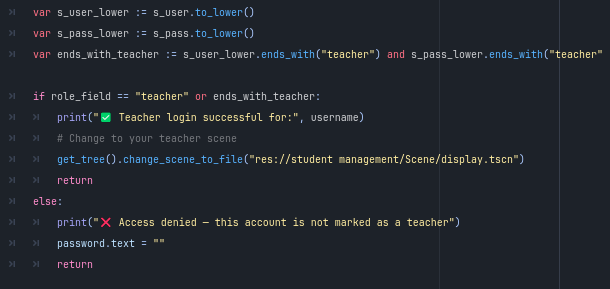 var s_user_lower := s_user.to_lower()
var s_pass_lower := s_pass.to_lower()
var ends_with_teacher := s_user_lower.ends_with("teacher") and s_pass_lower.ends_with("teacher"
if role_field == "teacher" or ends_with_teacher:
print("✅ Teacher login successful for:", username)
# Change to your teacher scene
get_tree().change_scene_to_file("res://student management/Scene/display.tscn")
return
else:
print("❌ Access denied — this account is not marked as a teacher")
password.text = ""
return